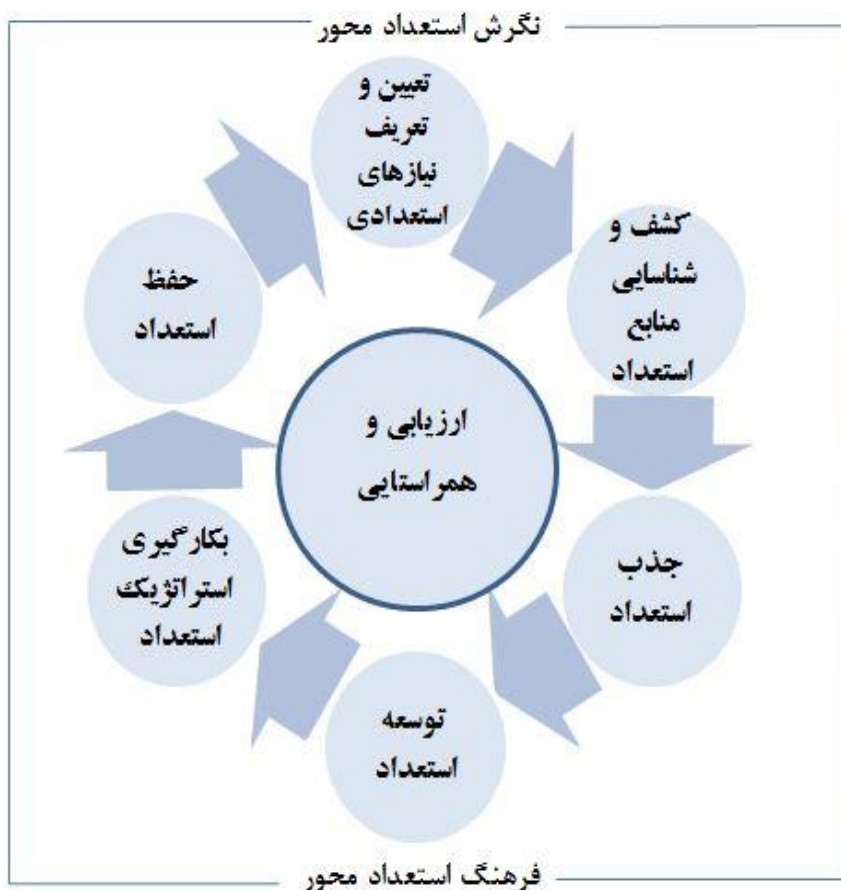 نگرش استعداد محور
تعیین و
تعریف
نیازهای
استعدادی
کشف و
شناسایی
منابع
استعداد
جذب
استعداد
توسعه
استعداد
بکارگیری
استراتژیک
استعداد
حفظ
استعداد
ارزیابی و
همراستایی
فرهنگ استعداد محور